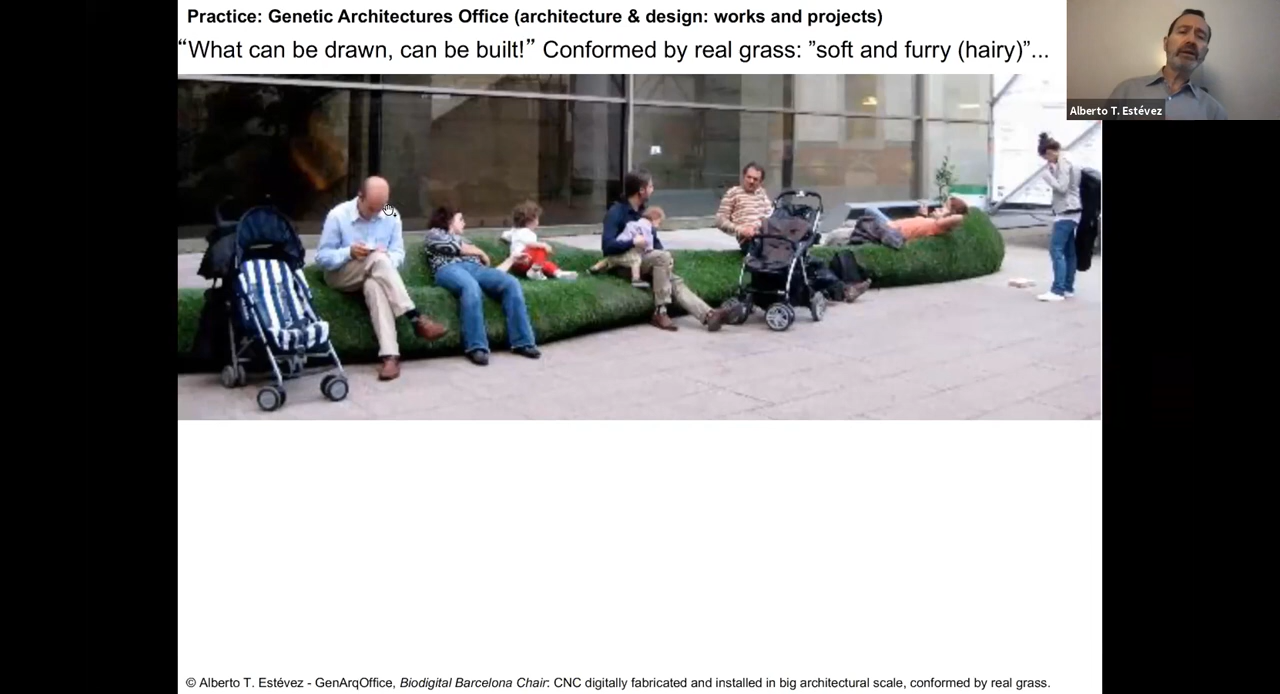 Practice: Genetic Architectures Office (architecture & design: works and projects)
“What can be drawn, can be built!” Conformed by real grass: ”soft and furry (hairy)”...
Alberto T. Estévez
© Alberto T. Estévez - GenArqOffice, Biodigital Barcelona Chair: CNC digitally fabricated and installed in big architectural scale, conformed by real grass.